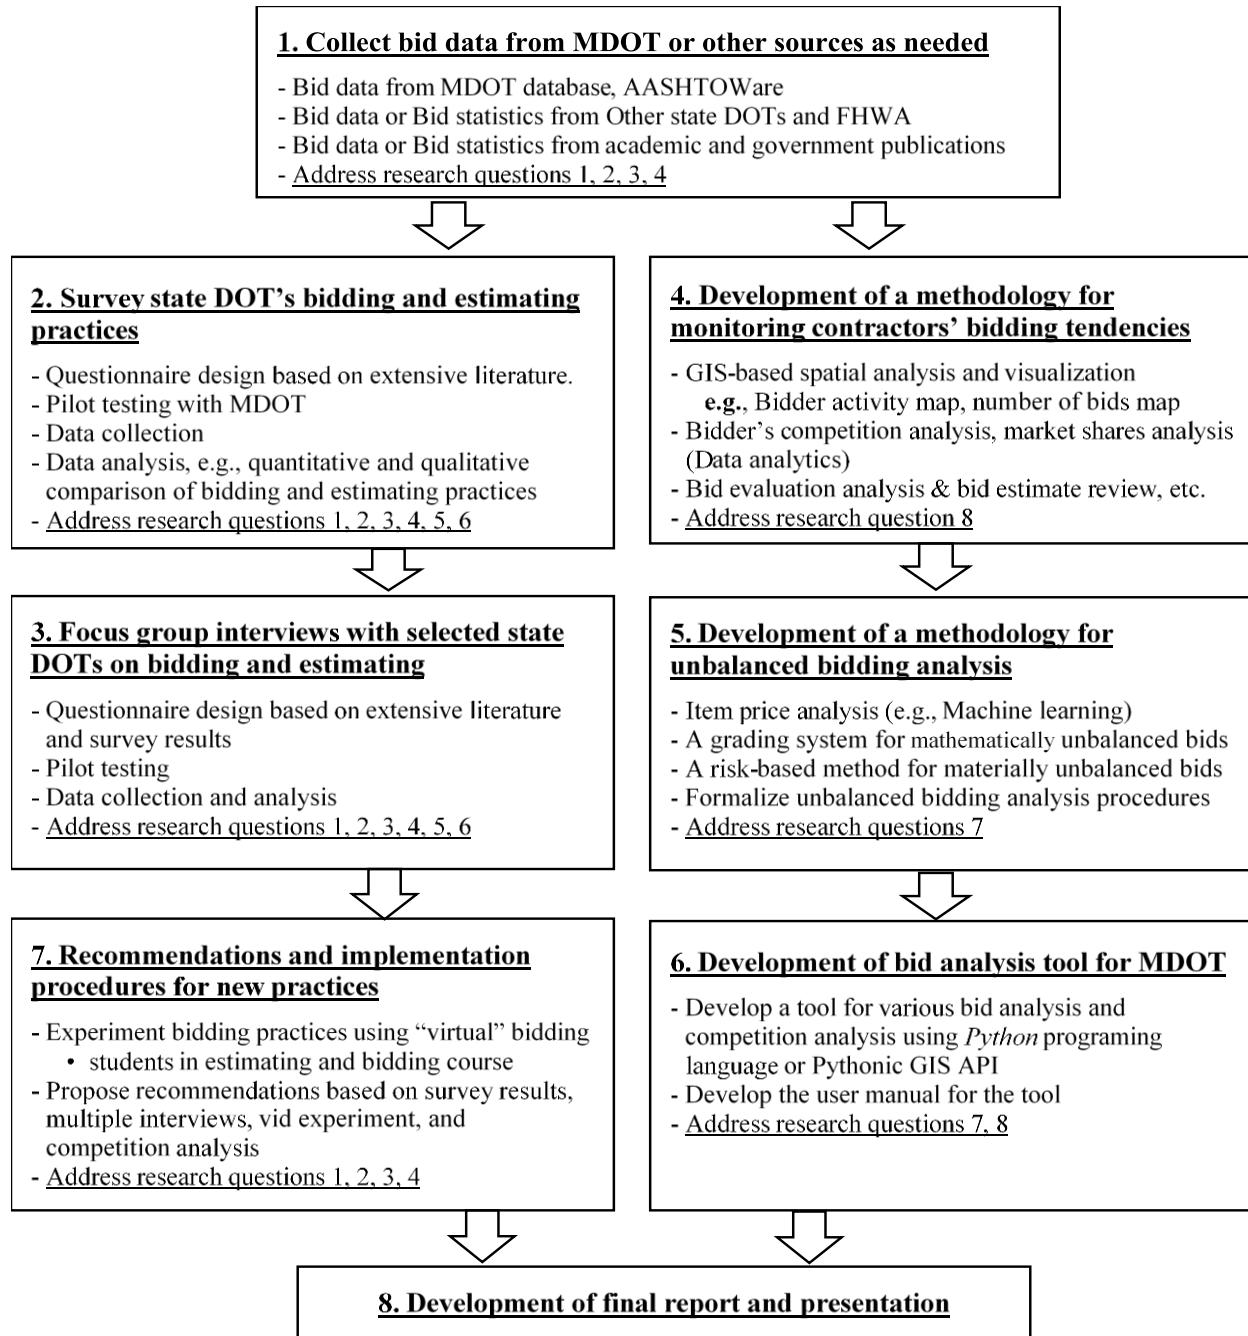 1. Collect bid data from MDOT or other sources as needed
- Bid data from MDOT database, AASHTOWare
- Bid data or Bid statistics from Other state DOTs and FHWA
- Bid data or Bid statistics from academic and government publications
- Address research questions 1, 2, 3, 4
2. Survey state DOT's bidding and estimating
practices
- Questionnaire design based on extensive literature.
- Pilot testing with MDOT
- Data collection
- Data analysis, e.g., quantitative and qualitative
comparison of bidding and estimating practices
- Address research questions 1, 2, 3, 4, 5, 6
4. Development of a methodology for
monitoring contractors' bidding tendencies
- GIS-based spatial analysis and visualization
e.g., Bidder activity map, number of bids map
- Bidder's competition analysis, market shares analysis
(Data analytics)
- Bid evaluation analysis & bid estimate review, etc.
- Address research question 8
3. Focus group interviews with selected state
DOTs on bidding and estimating
- Questionnaire design based on extensive literature
and survey results
- Pilot testing
- Data collection and analysis
- Address research questions 1, 2, 3, 4, 5, 6
5. Development of a methodology for
unbalanced bidding analysis
- Item price analysis (e.g., Machine learning)
- A grading system for mathematically unbalanced bids
- A risk-based method for materially unbalanced bids
- Formalize unbalanced bidding analysis procedures
- Address research questions 7
7. Recommendations and implementation
procedures for new practices
- Experiment bidding practices using “virtual” bidding
• students in estimating and bidding course
- Propose recommendations based on survey results,
multiple interviews, vid experiment, and
competition analysis
- Address research questions 1, 2, 3, 4
6. Development of bid analysis tool for MDOT
- Develop a tool for various bid analysis and
competition analysis using Python programing
language or Pythonic GIS API
- Develop the user manual for the tool
- Address research questions 7, 8
8. Development of final report and presentation